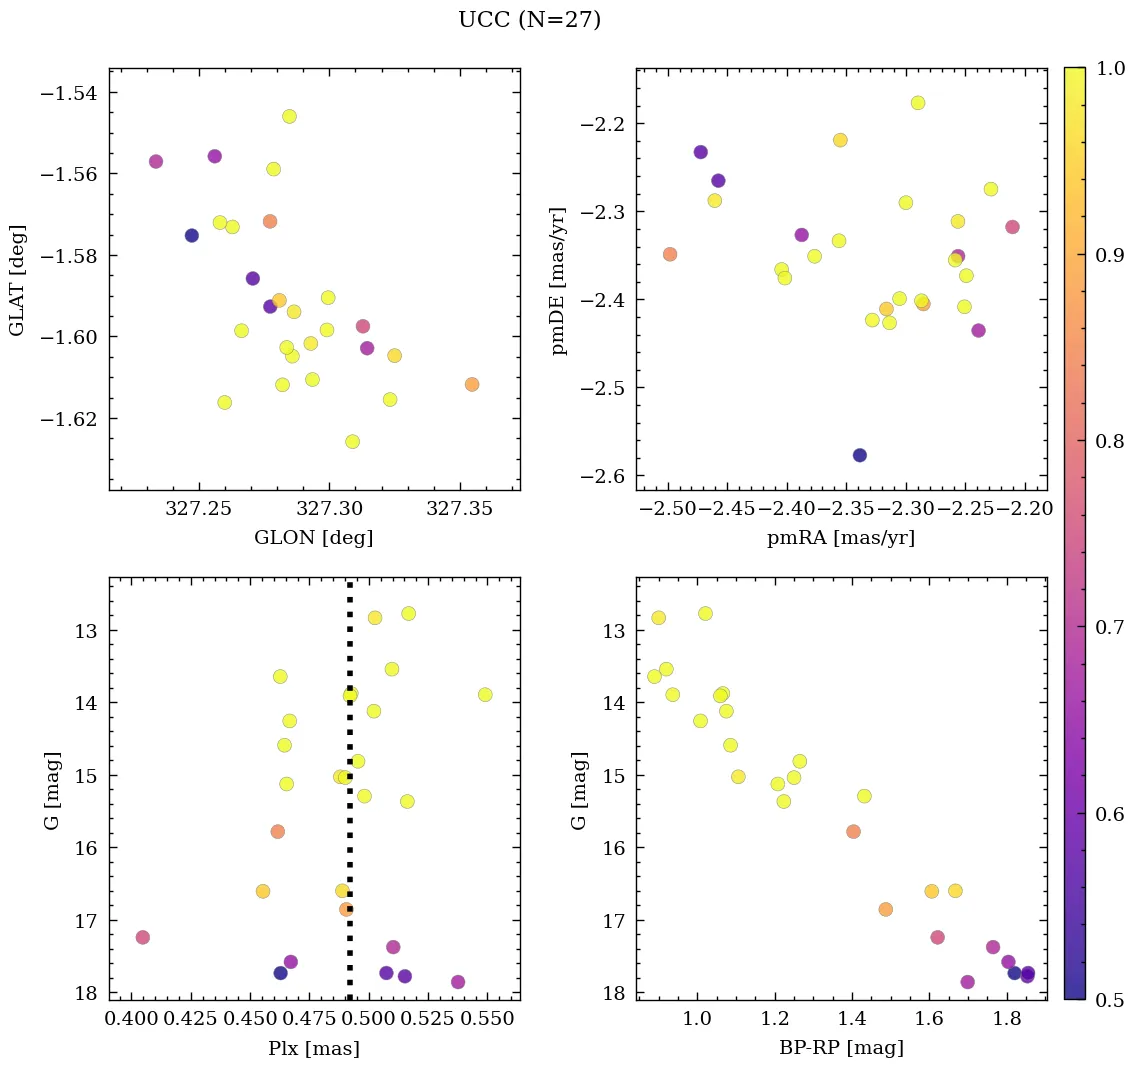 UCC (N=27)
−1.54
−1.56
−1.58
−1.60
−1.62
GLAT [deg]
327.25 327.30 327.35
GLON [deg]
−2.2
−2.3
−2.4
−2.5
−2.6
pmDE [mas/yr]
−2.50 −2.45 −2.40 −2.35 −2.30 −2.25 −2.20
pmRA [mas/yr]
13
14
15
16
17
18
G [mag]
0.400 0.425 0.450 0.475 0.500 0.525 0.550
Plx [mas]
13
14
15
16
17
18
G [mag]
1.0 1.2 1.4 1.6 1.8
BP-RP [mag]
1.0
0.9
0.8
0.7
0.6
0.5